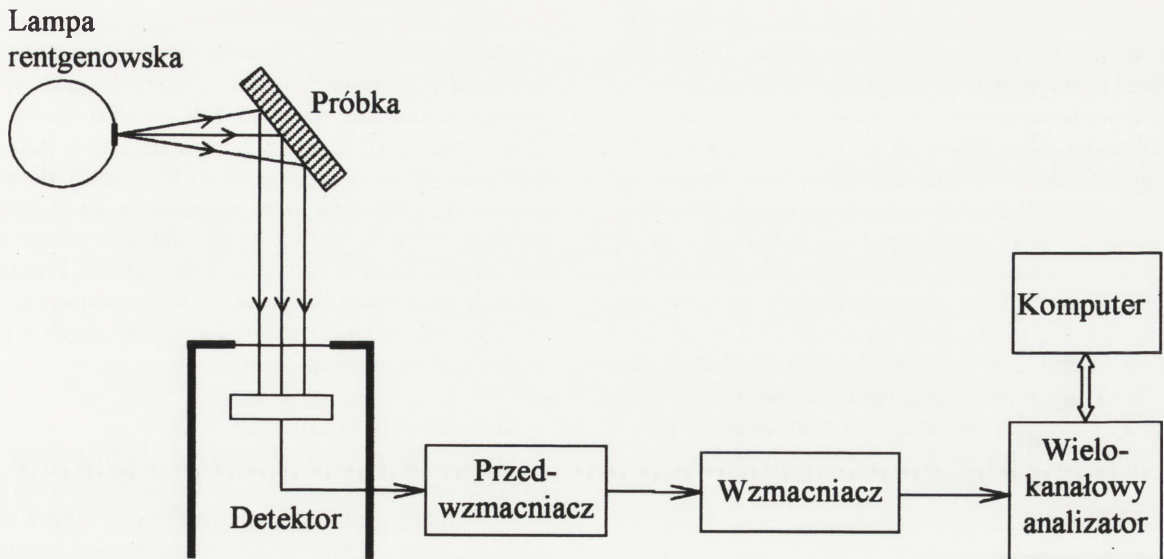 Lampa
rentgenowska
Próbka
Komputer
Detektor
Przed-
wzmacniacz
Wzmacniacz
Wielo-
kanałowy
analizator